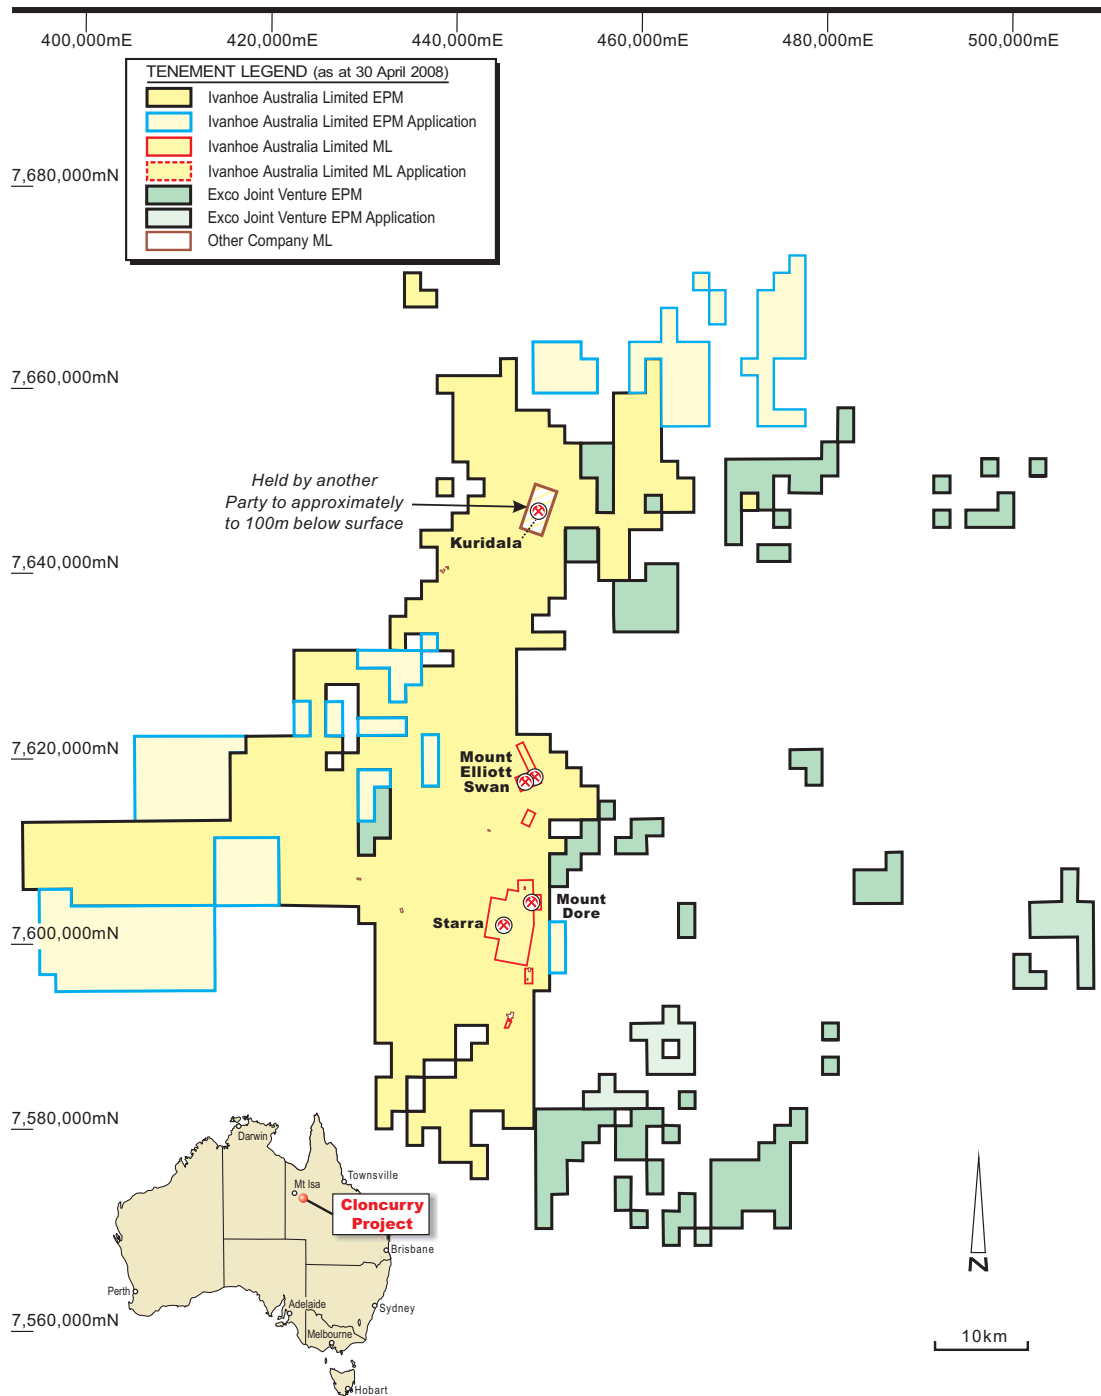 400,000mE 420,000mE 440,000mE 460,000mE 480,000mE 500,000mE
TENEMENT LEGEND (as at 30 April 2008)
Ivanhoe Australia Limited EPM
Ivanhoe Australia Limited EPM Application
Ivanhoe Australia Limited ML
Ivanhoe Australia Limited ML Application
Exco Joint Venture EPM
Exco Joint Venture EPM Application
Other Company ML
7,680,000mN
7,660,000mN
Held by another
Party to approximately
to 100m below surface
Kuridala
7,640,000mN
7,620,000mN
Mount
Elliott
Swan
Mount
Dore
Starra
7,600,000mN
7,580,000mN
Darwin
Townsville
Mt Isa
Cloncurry
Project
Brisbane
Perth
Adelaide
Sydney
Melbourne
Hobart
7,560,000mN
N
10km